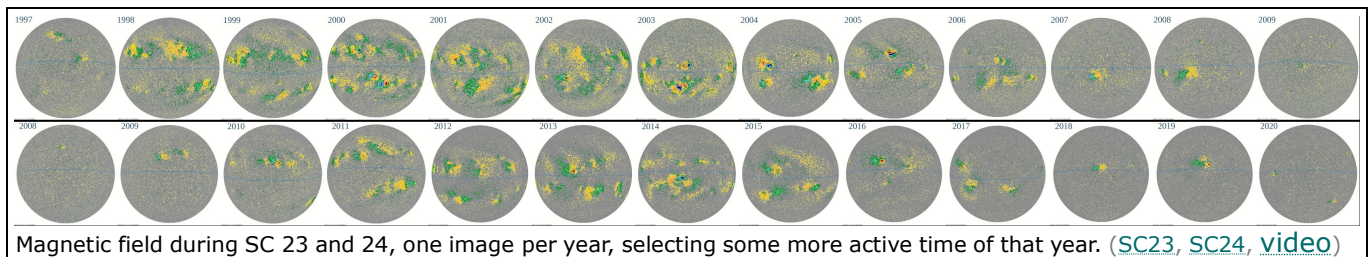 1997 1998 1999 2000 2001 2002 2003 2004 2005 2006 2007 2008 2009
2008 2009 2010 2011 2012 2013 2014 2015 2016 2017 2018 2019 2020
Magnetic field during SC 23 and 24, one image per year, selecting some more active time of that year. (SC23, SC24, video)